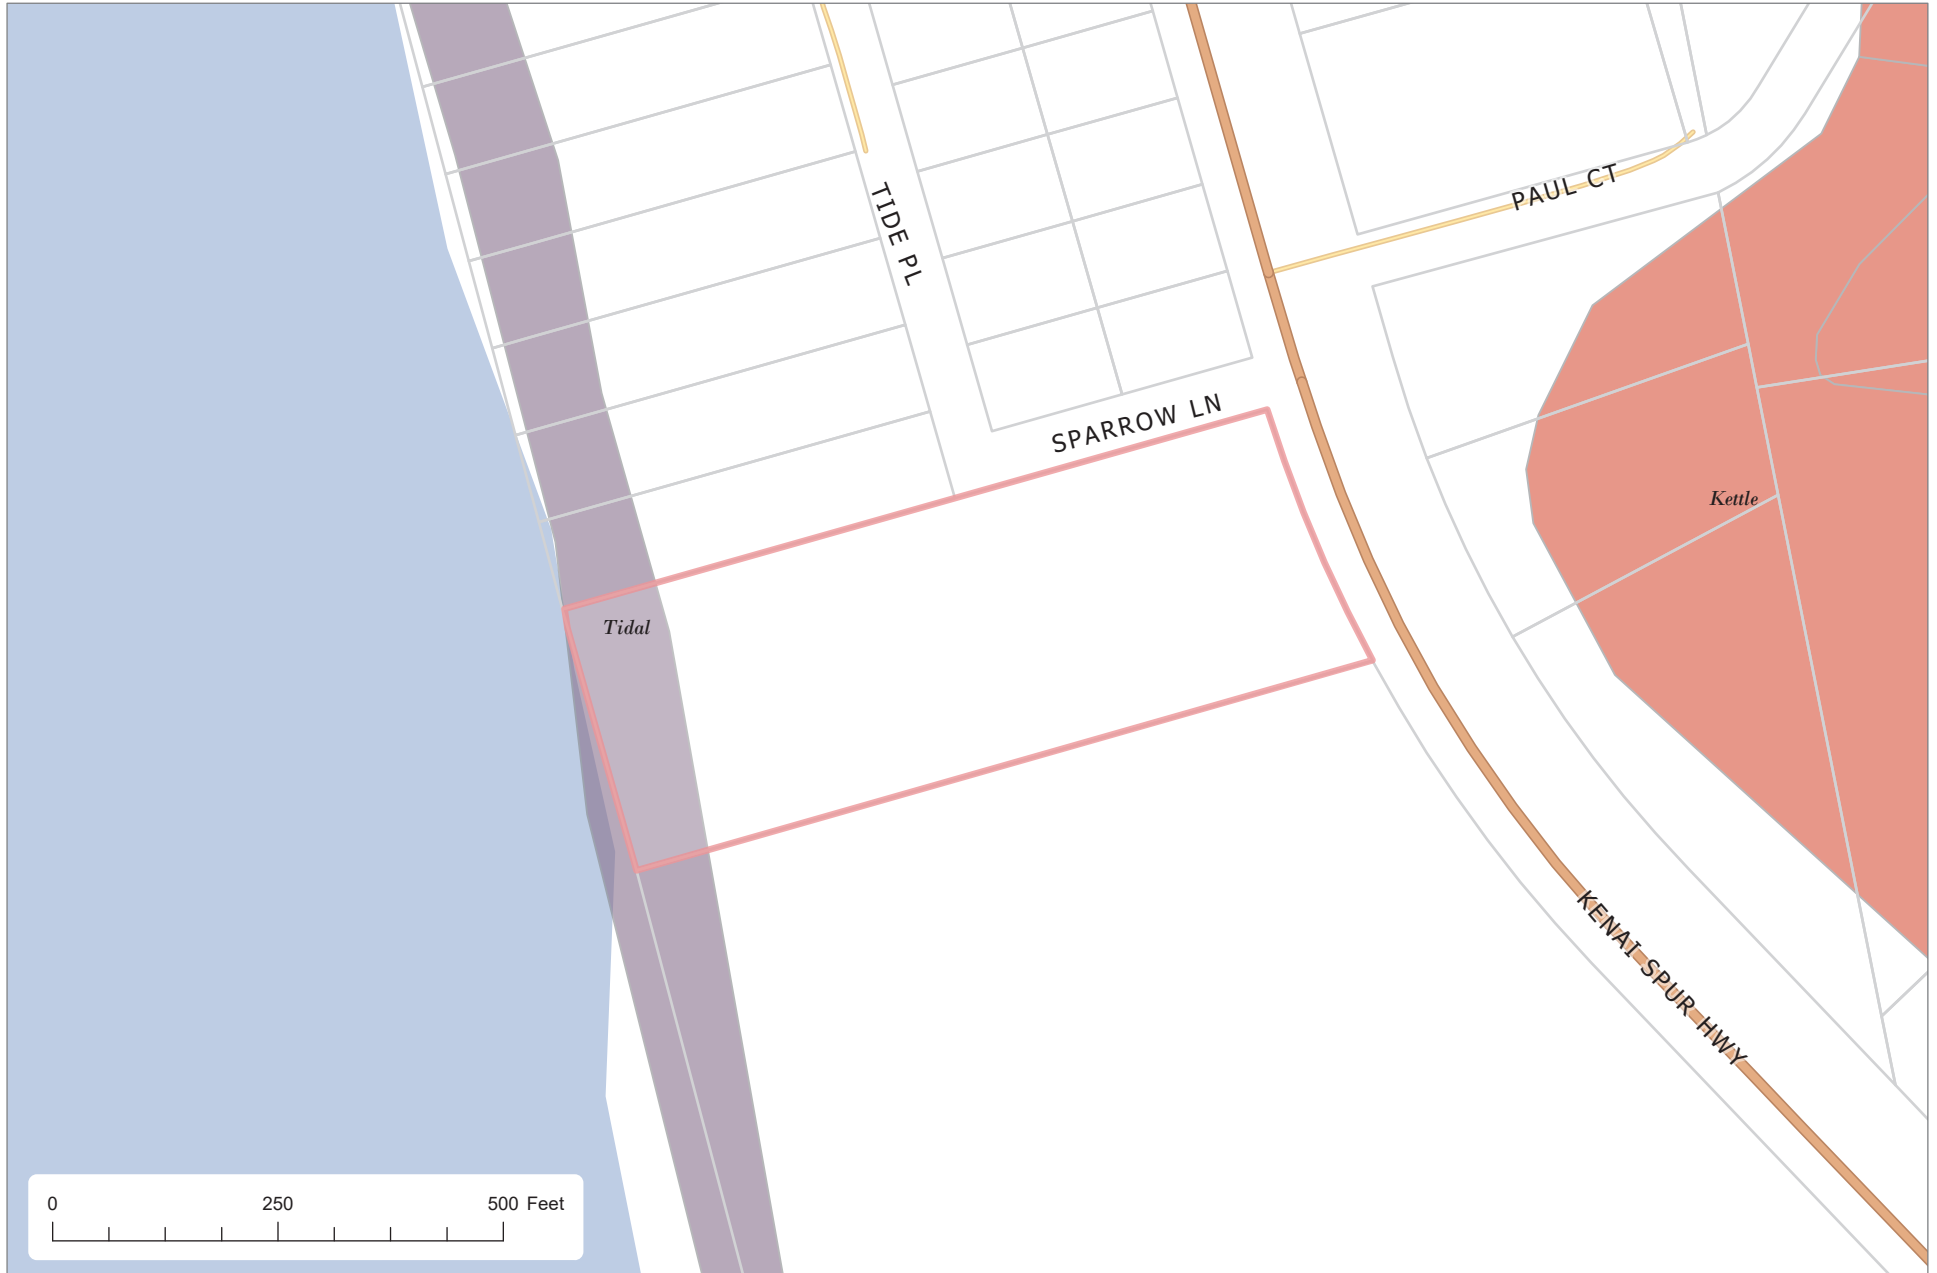 PAUL CT
TIDE PL
SPARROW LN
Kettle
Tidal
KENAI SPUR HWY
0 250 500 Feet